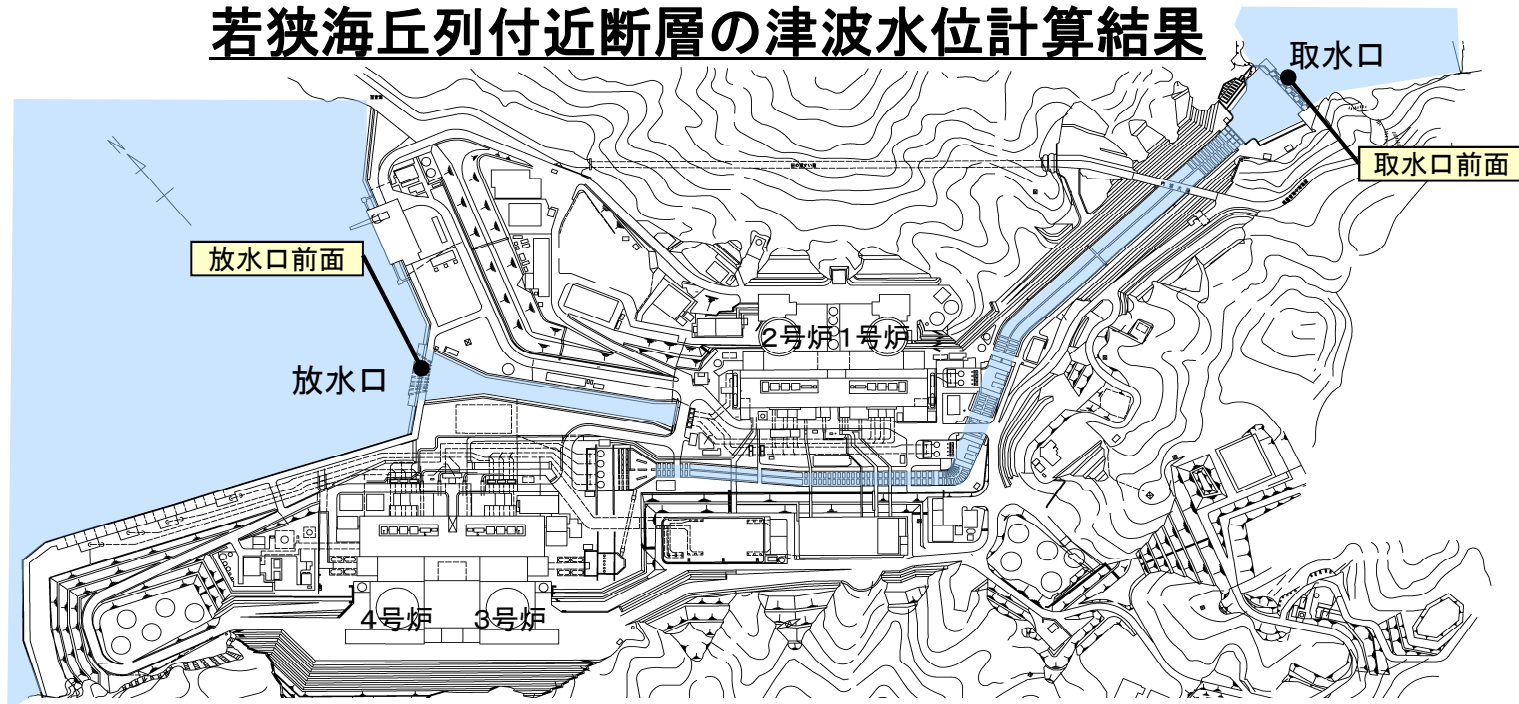 若狭海丘列付近断層の津波水位計算結果
取水口
取水口前面
N
放水口前面
放水口
2号炉
1号炉
4号炉
3号炉